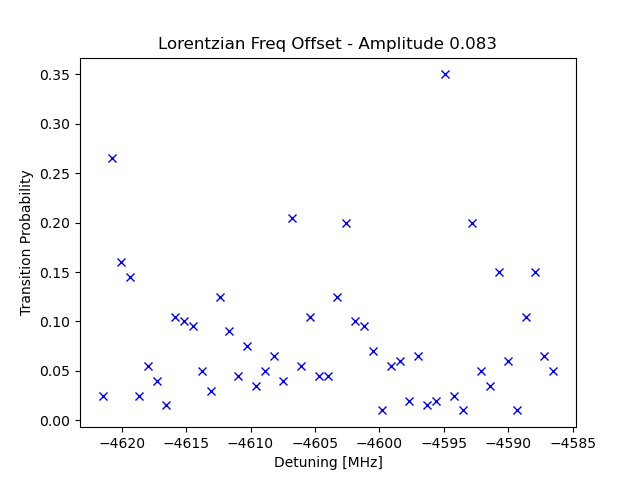 Lorentzian Freq Offset - Amplitude 0.083
Transition Probability
0.35
0.30
0.25
0.20
0.15
0.10
0.05
0.00
−4620 −4615 −4610 −4605 −4600 −4595 −4590 −4585
Detuning [MHz]